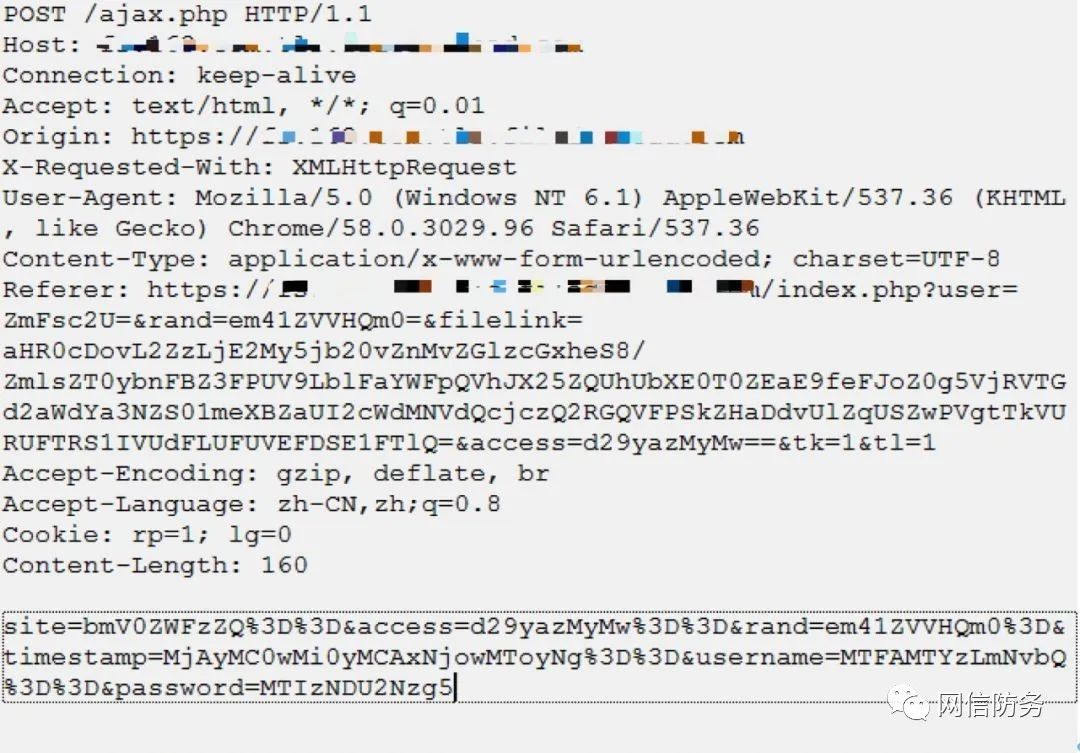 POST /ajax.php HTTP/1.1
Host:
Connection: keep-alive
Accept: text/html, */*; q=0.01
Origin: https://
X-Requested-With: XMLHttpRequest
User-Agent: Mozilla/5.0 (Windows NT 6.1) AppleWebKit/537.36 (KHTML
, like Gecko) Chrome/58.0.3029.96 Safari/537.36
Content-Type: application/x-www-form-urlencoded; charset=UTF-8
Referer: https:// /index.php?user=
ZmFsc2U=&rand=em41ZVVHQm0=&filelink=
aHR0cDovL2ZzLjE2My5jb20vZnMvZGlzcGxheS8/
ZmlsZT0ybnFBZ3FPUV9LblFaYWFpQVhJX25ZQUhUbXE0T0ZEaE9feFJoZ0g5VjRVTG
d2aWdYa3NZS01meXBZaUI2cWdMNVdQcjczQ2RGQVFPSkZHaDdvUlZqUSZwPVgtTkVU
RUFTRS1IVUdFLUFUVEFDSE1FTlQ=&access=d29yazMyMw==&tk=1&tl=1
Accept-Encoding: gzip, deflate, br
Accept-Language: zh-CN,zh;q=0.8
Cookie: rp=1; lg=0
Content-Length: 160
site=bmV0ZWFzZQ%3D%3D&access=d29yazMyMw%3D%3D&rand=em41ZVVHQm0%3D&
timestamp=MjAyMC0wMi0yMCAxNjowMToyNg%3D%3D&username=MTFAMTYzLmNvbQ
%3D%3D&password=MTIzNDU2Nzg5
网信防务